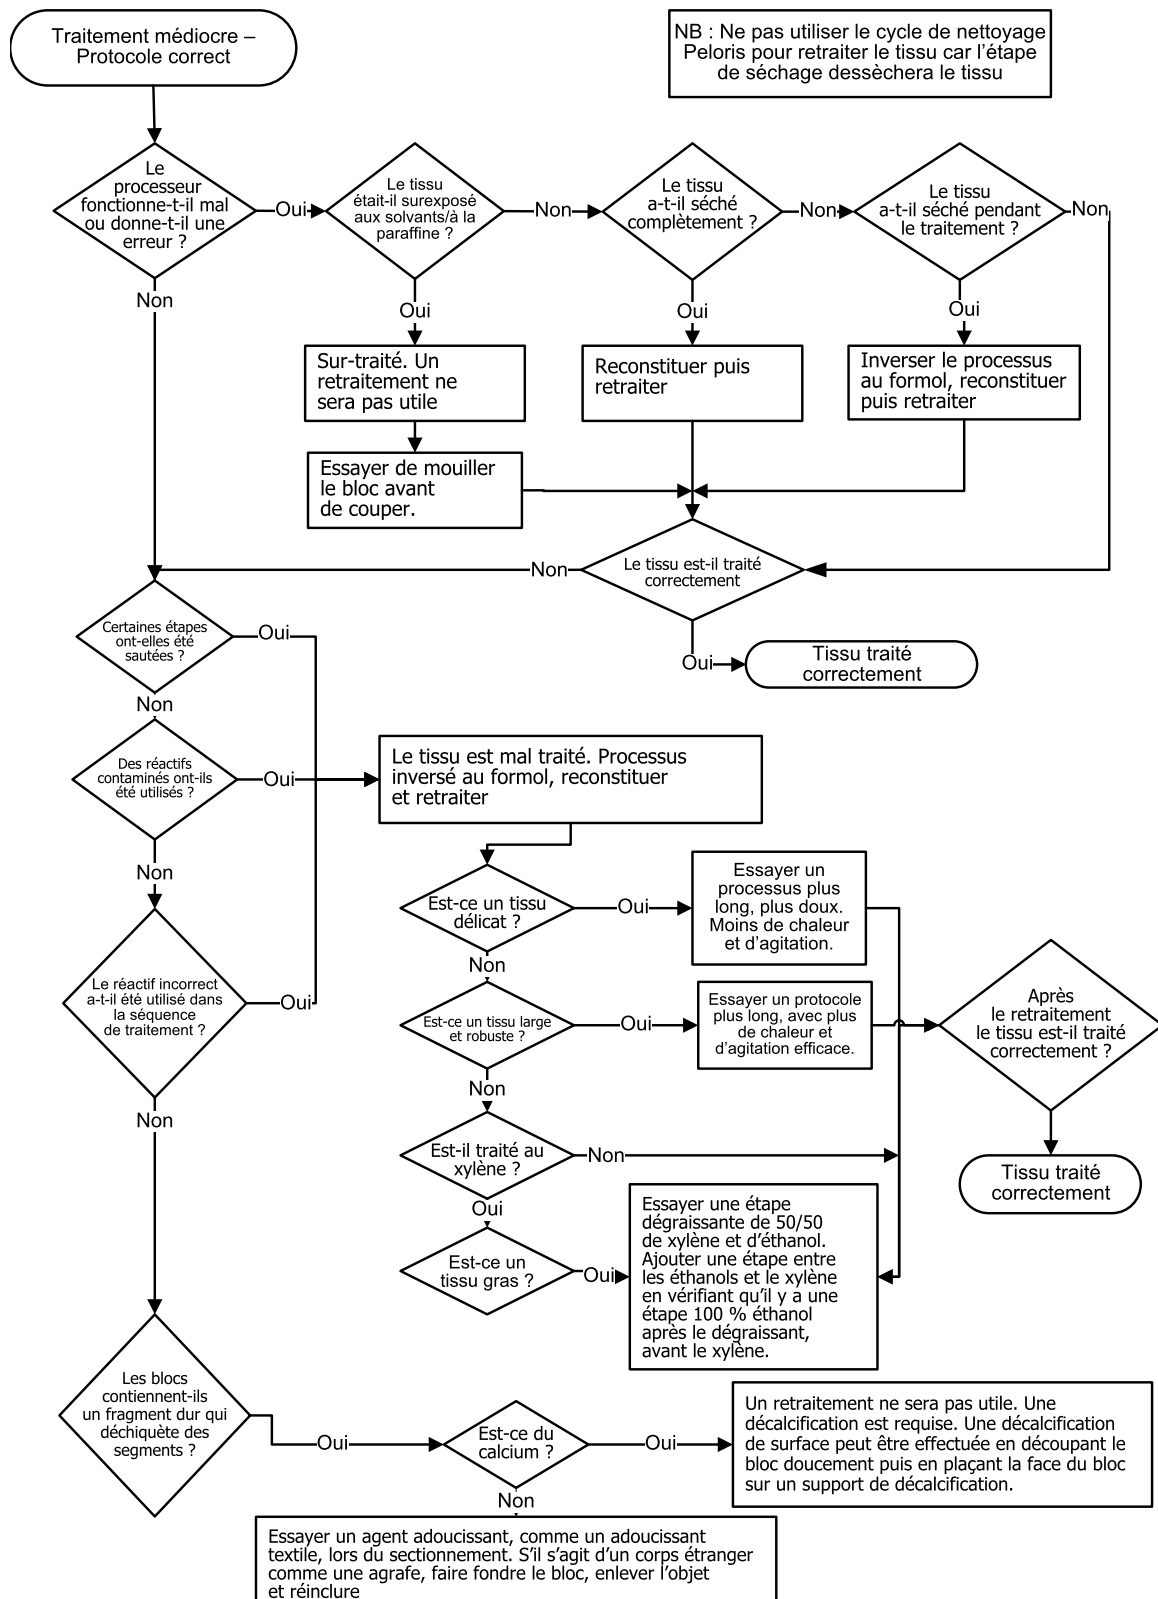 Traitement médiocre –
Protocole correct
NB : Ne pas utiliser le cycle de nettoyage
Peloris pour retraiter le tissu car l'étape
de séchage dessèchera le tissu
Le
processeur
fonctionne-t-il mal
ou donne-t-il une
erreur ?
Oui
Le tissu
était-il surexposé
aux solvants/à la
paraffine ?
Non
Le tissu
a-t-il séché
complètement ?
Non
Le tissu
a-t-il séché pendant
le traitement ?
Non
Non
Oui
Oui
Oui
Sur-traité. Un
retraitement ne
sera pas utile
Reconstituer puis
retraiter
Inverser le processus
au formol, reconstituer
puis retraiter
Essayer de mouiller
le bloc avant
de couper.
Le tissu est-il traité
correctement
Non
Oui
Tissu traité
correctement
Certaines étapes
ont-elles été
sautées ?
Oui
Non
Des réactifs
contaminés ont-ils
été utilisés ?
Oui
Le tissu est mal traité. Processus
inversé au formol, reconstituer
et retraiter
Non
Le réactif incorrect
a-t-il été utilisé dans
la séquence
de traitement ?
Oui
Non
Est-ce un tissu
délicat ?
Oui
Essayer un
processus plus
long, plus doux.
Moins de chaleur
et d'agitation.
Non
Est-ce un tissu large
et robuste ?
Oui
Essayer un protocole
plus long, avec plus
de chaleur et
d'agitation efficace.
Après
le retraitement
le tissu est-il traité
correctement ?
Non
Est-il traité au
xylène ?
Non
Tissu traité
correctement
Oui
Est-ce un
tissu gras ?
Oui
Essayer une étape
dégraissante de 50/50
de xylène et d'éthanol.
Ajouter une étape entre
les éthanols et le xylène
en vérifiant qu'il y a une
étape 100 % éthanol
après le dégraissant,
avant le xylène.
Les blocs
contiennent-ils
un fragment dur qui
déchiquète des
segments ?
Oui
Est-ce du
calcium ?
Oui
Un retraitement ne sera pas utile. Une
décalcification est requise. Une décalcification
de surface peut être effectuée en découpant le
bloc doucement puis en plaçant la face du bloc
sur un support de décalcification.
Non
Essayer un agent adoucissant, comme un adoucissant
textile, lors du sectionnement. S'il s'agit d'un corps étranger
comme une agrafe, faire fondre le bloc, enlever l'objet
et réinclure